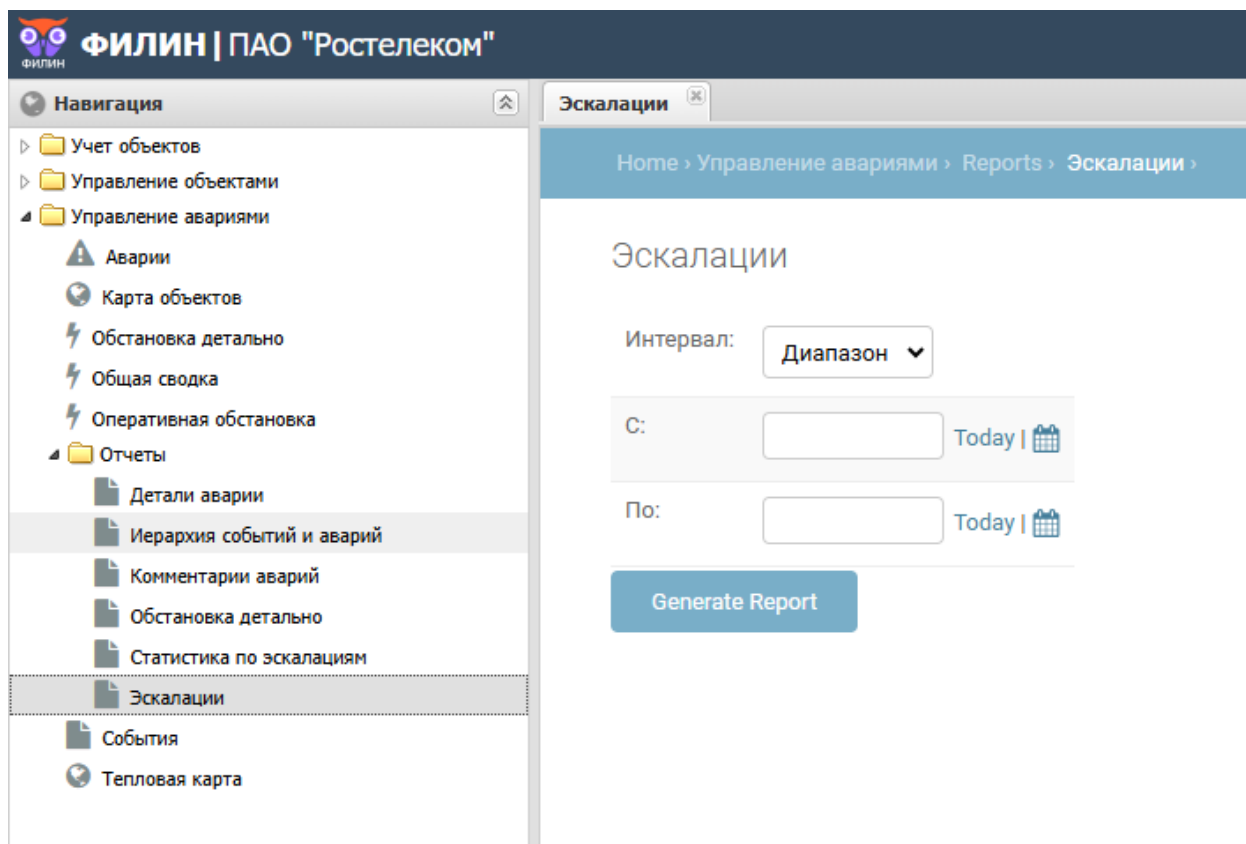 ФИЛИН | ПАО "Ростелеком"
ФИЛИН
Навигация
Учет объектов
Управление объектами
Управление авариями
Аварии
Карта объектов
Обстановка детально
Общая сводка
Оперативная обстановка
Отчеты
Детали аварии
Иерархия событий и аварий
Комментарии аварий
Обстановка детально
Статистика по эскалациям
Эскалации
События
Тепловая карта
Эскалации
Home › Управление авариями › Reports › Эскалации ›
Эскалации
Интервал: Диапазон
С: Today |
По: Today |
Generate Report